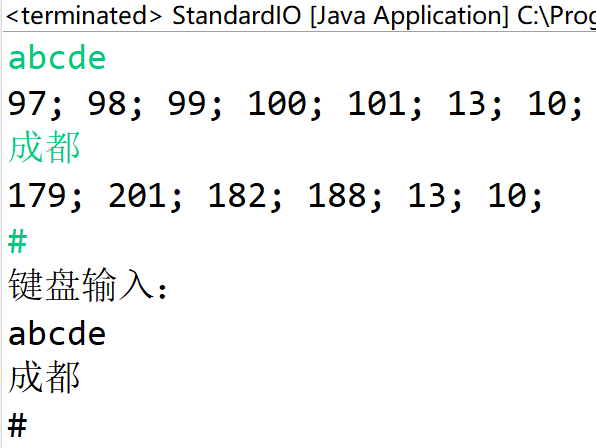 <terminated> StandardIO [Java Application] C:\Prog
abcde
97; 98; 99; 100; 101; 13; 10;
成都
179; 201; 182; 188; 13; 10;
#
键盘输入：
abcde
成都
#